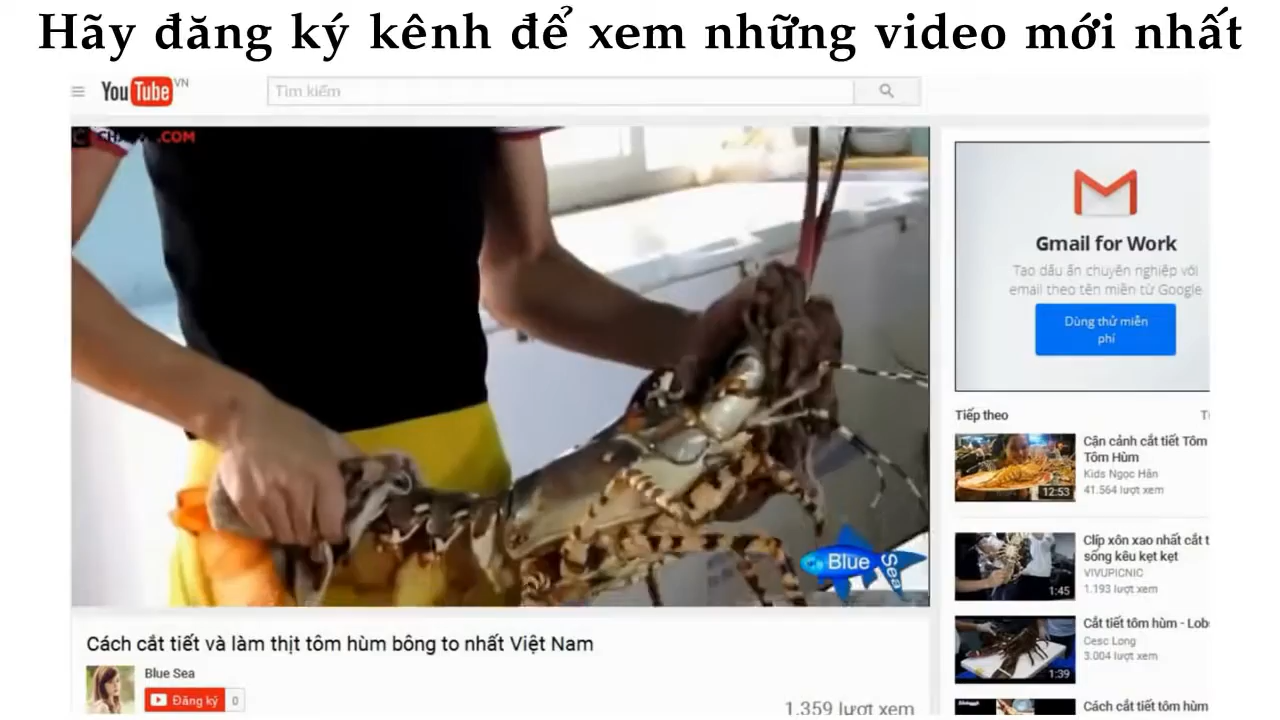 Hãy đăng ký kênh để xem những video mới nhất
YouTube VN
Tìm kiếm
.COM
Gmail for Work
Tạo dấu ấn chuyên nghiệp với
email theo tên miền từ Google
Dùng thử miễn
phí
Tiếp theo
Cận cảnh cắt tiết Tôm
Tôm Hùm
Kids Ngọc Hân
41.564 lượt xem
12:53
Clíp xôn xao nhất cắt t
sống kêu kẹt kẹt
VIVUPICNIC
1.193 lượt xem
1:45
Cắt tiết tôm hùm - Lob
Cesc Long
3.004 lượt xem
1:39
Cách cắt tiết tôm hùm
Blue Sea
Cách cắt tiết và làm thịt tôm hùm bông to nhất Việt Nam
Blue Sea
Đăng ký 0
1.359 lượt xem